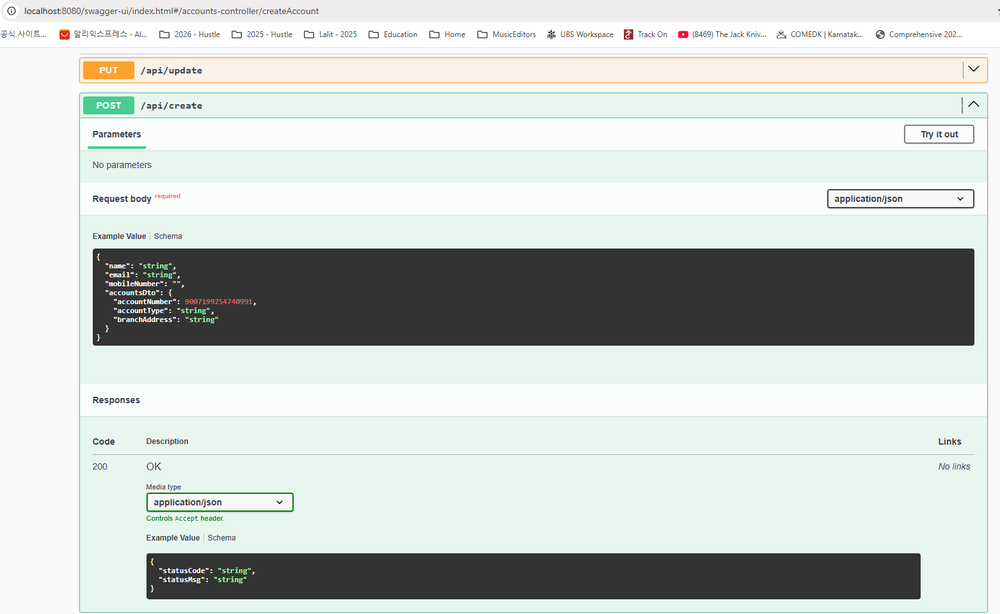 localhost:8080/swagger-ui/index.html#/accounts-controller/createAccount
공식 사이트... 알리익스프레스 - Al... 2026 - Hustle 2025 - Hustle Lalit - 2025 Education Home MusicEditors UBS Workspace Track On (8469) The Jack Kniv... COMEDK | Karnatak... Comprehensive 202...
PUT /api/update
POST /api/create
Parameters Try it out
No parameters
Request body required application/json
Example Value Schema
{
"name": "string",
"email": "string",
"mobileNumber": "",
"accountsDto": {
"accountNumber": 9007199254740991,
"accountType": "string",
"branchAddress": "string"
}
}
Responses
Code Description Links
200 OK No links
Media type
application/json
Controls Accept header.
Example Value Schema
{
"statusCode": "string",
"statusMsg": "string"
}